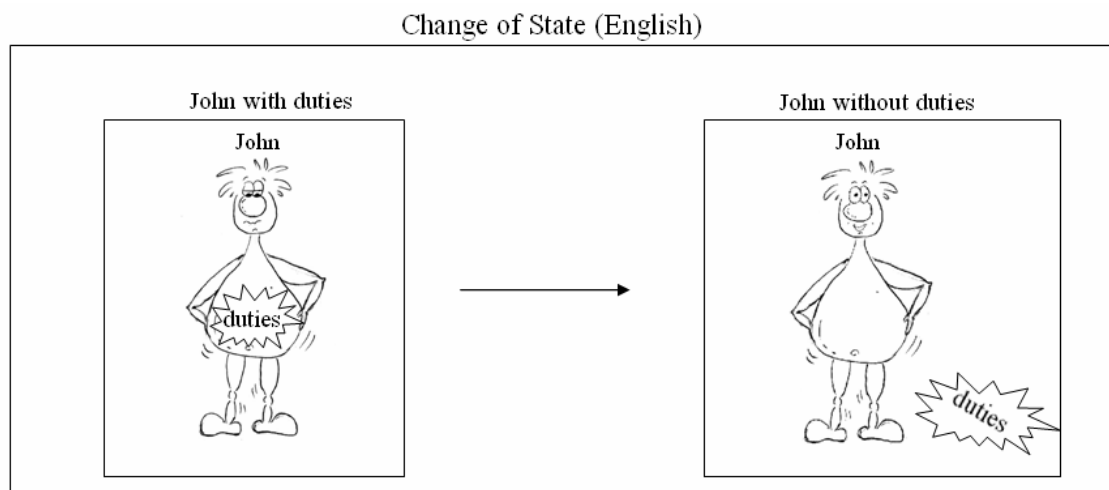 Change of State (English)
John with duties
John
duties
John without duties
John
duties